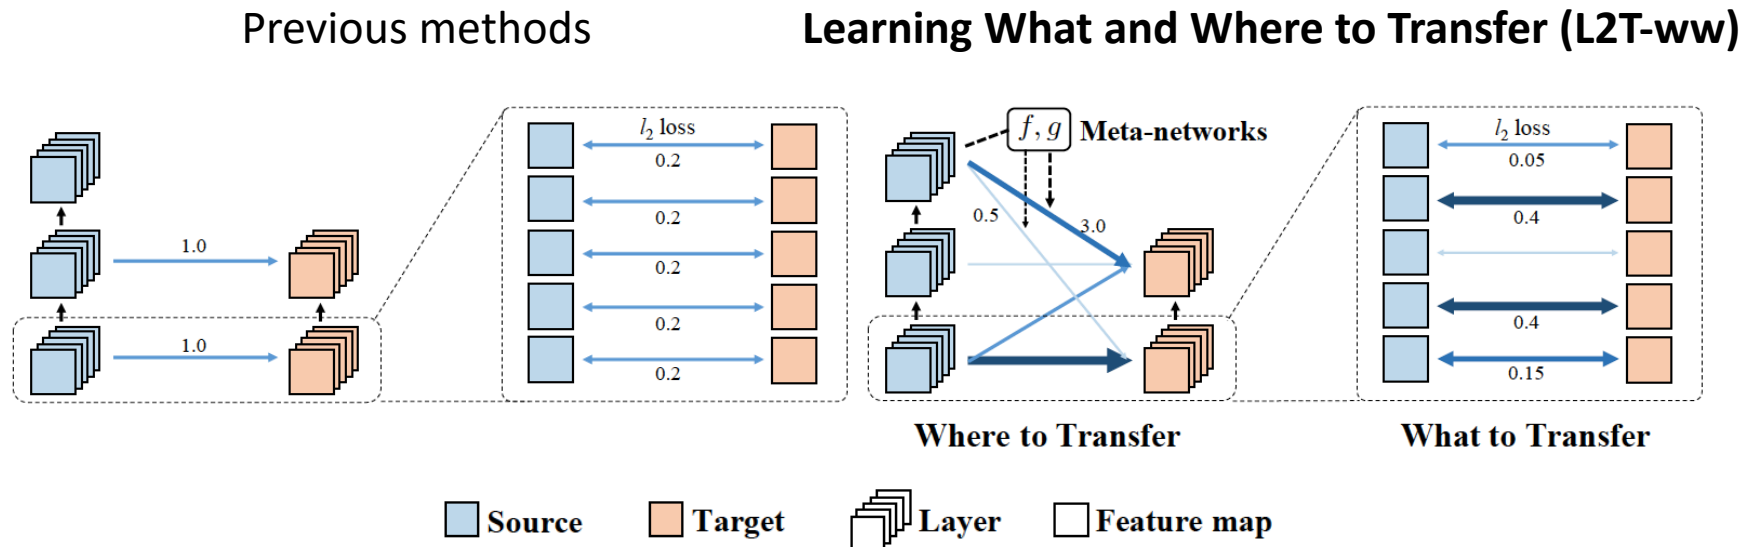 Previous methods
Learning What and Where to Transfer (L2T-ww)
1.0
1.0
l₂ loss
0.2
0.2
0.2
0.2
0.2
f, g
Meta-networks
0.5
3.0
Where to Transfer
l₂ loss
0.05
0.4
0.4
0.15
What to Transfer
Source
Target
Layer
Feature map